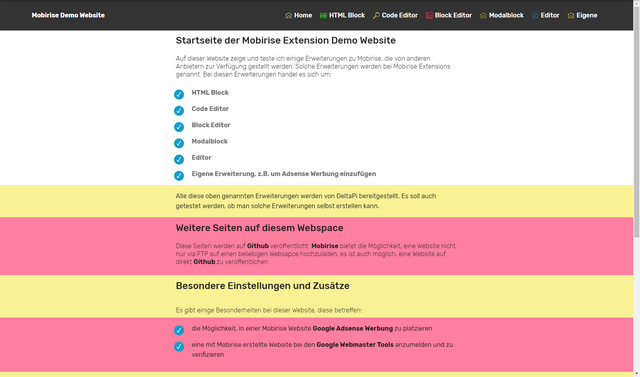 Mobirise Demo Website
Home HTML Block Code Editor Block Editor Modalblock Editor Eigene
Startseite der Mobirise Extension Demo Website
Auf dieser Website zeige und teste ich einige Erweiterungen zu Mobirise, die von anderen
Anbietern zur Verfügung gestellt werden. Solche Erweiterungen werden bei Mobirise Extensions
genannt. Bei diesen Erweiterungen handel es sich um:
HTML Block
Code Editor
Block Editor
Modalblock
Editor
Eigene Erweiterung, z.B. um Adsense Werbung einzufügen
Alle diese oben genannten Erweiterungen werden von DeltaPi bereitgestellt. Es soll auch
getestet werden, ob man solche Erweiterungen selbst erstellen kann.
Weitere Seiten auf diesem Webspace
Diese Seiten werden auf Github veröffentlicht. Mobirise bietet die Möglichkeit, eine Website nicht
nur via FTP auf einen beliebigen Websapce hochzuladen, es ist auch möglich, eine Website auf
direkt Github zu veröffentlichen.
Besondere Einstellungen und Zusätze
Es gibt einige Besonderheiten bei dieser Website, diese betreffen:
die Möglichkeit, in einer Mobirise Website Google Adsense Werbung zu platzieren
eine mit Mobirise erstellte Website bei den Google Webmaster Tools anzumelden und zu
verifizieren